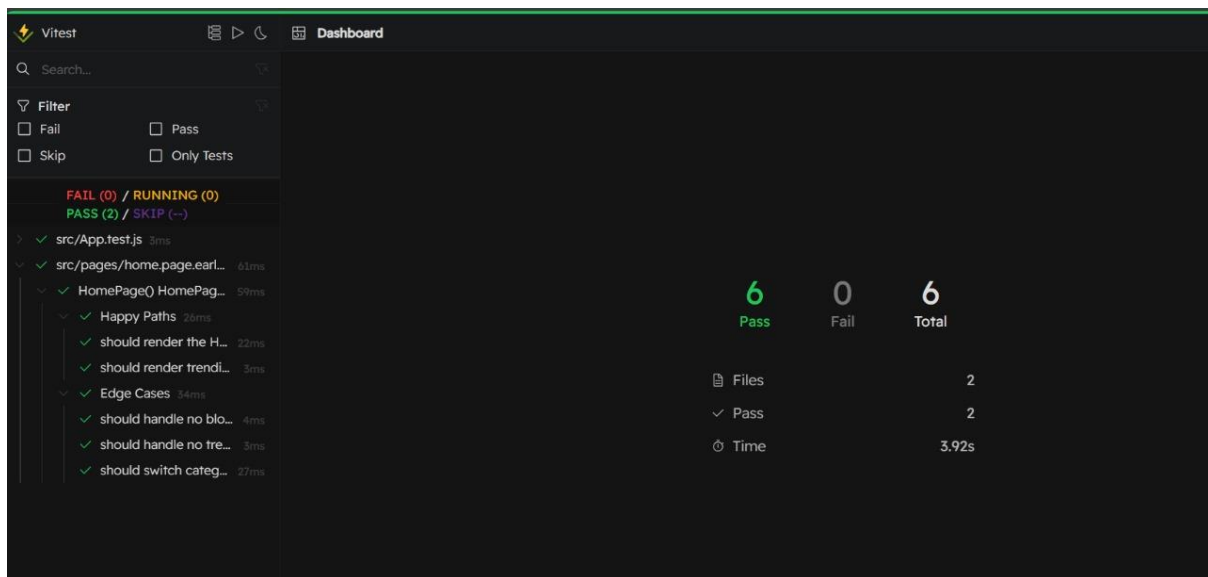 Vitest
Dashboard
Search...
Filter
Fail
Pass
Skip
Only Tests
FAIL (0) / RUNNING (0)
PASS (2) / SKIP (--)
src/App.test.js 3ms
src/pages/home.page.earl... 61ms
HomePage() HomePag... 59ms
Happy Paths 26ms
should render the H... 22ms
should render trendi... 3ms
Edge Cases 34ms
should handle no blo... 4ms
should handle no tre... 3ms
should switch categ... 27ms
6 0 6
Pass Fail Total
Files 2
Pass 2
Time 3.92s